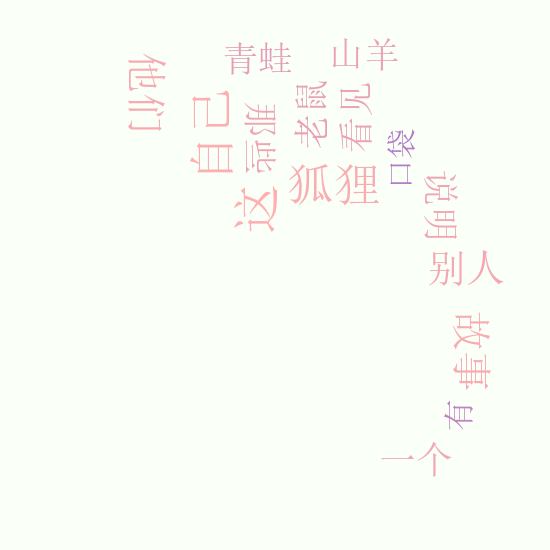 山羊
青蛙
他们
自己
那些
老鼠
看见
口袋
狐狸
这
说明
别人
故事
有
一个